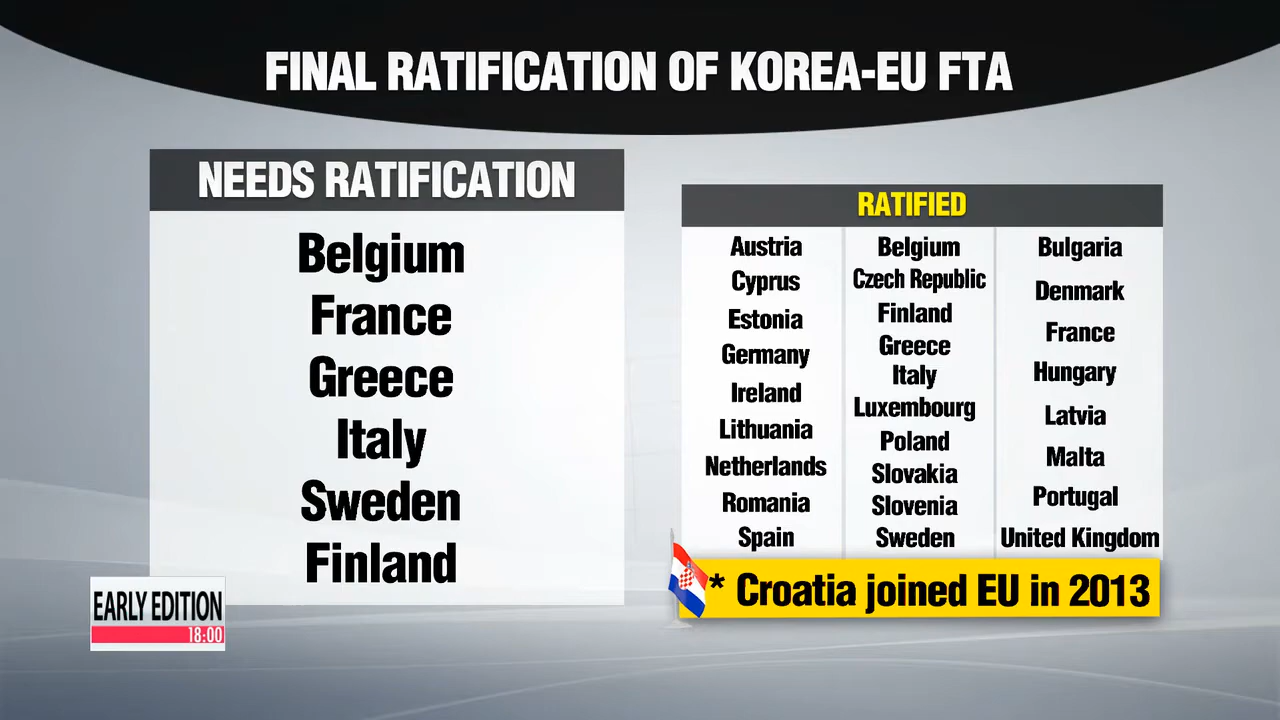 FINAL RATIFICATION OF KOREA-EU FTA
NEEDS RATIFICATION
Belgium
France
Greece
Italy
Sweden
Finland
RATIFIED
Austria
Cyprus
Estonia
Germany
Ireland
Lithuania
Netherlands
Romania
Spain
Belgium
Czech Republic
Finland
Greece
Italy
Luxembourg
Poland
Slovakia
Slovenia
Sweden
Bulgaria
Denmark
France
Hungary
Latvia
Malta
Portugal
United Kingdom
* Croatia joined EU in 2013
EARLY EDITION
18:00